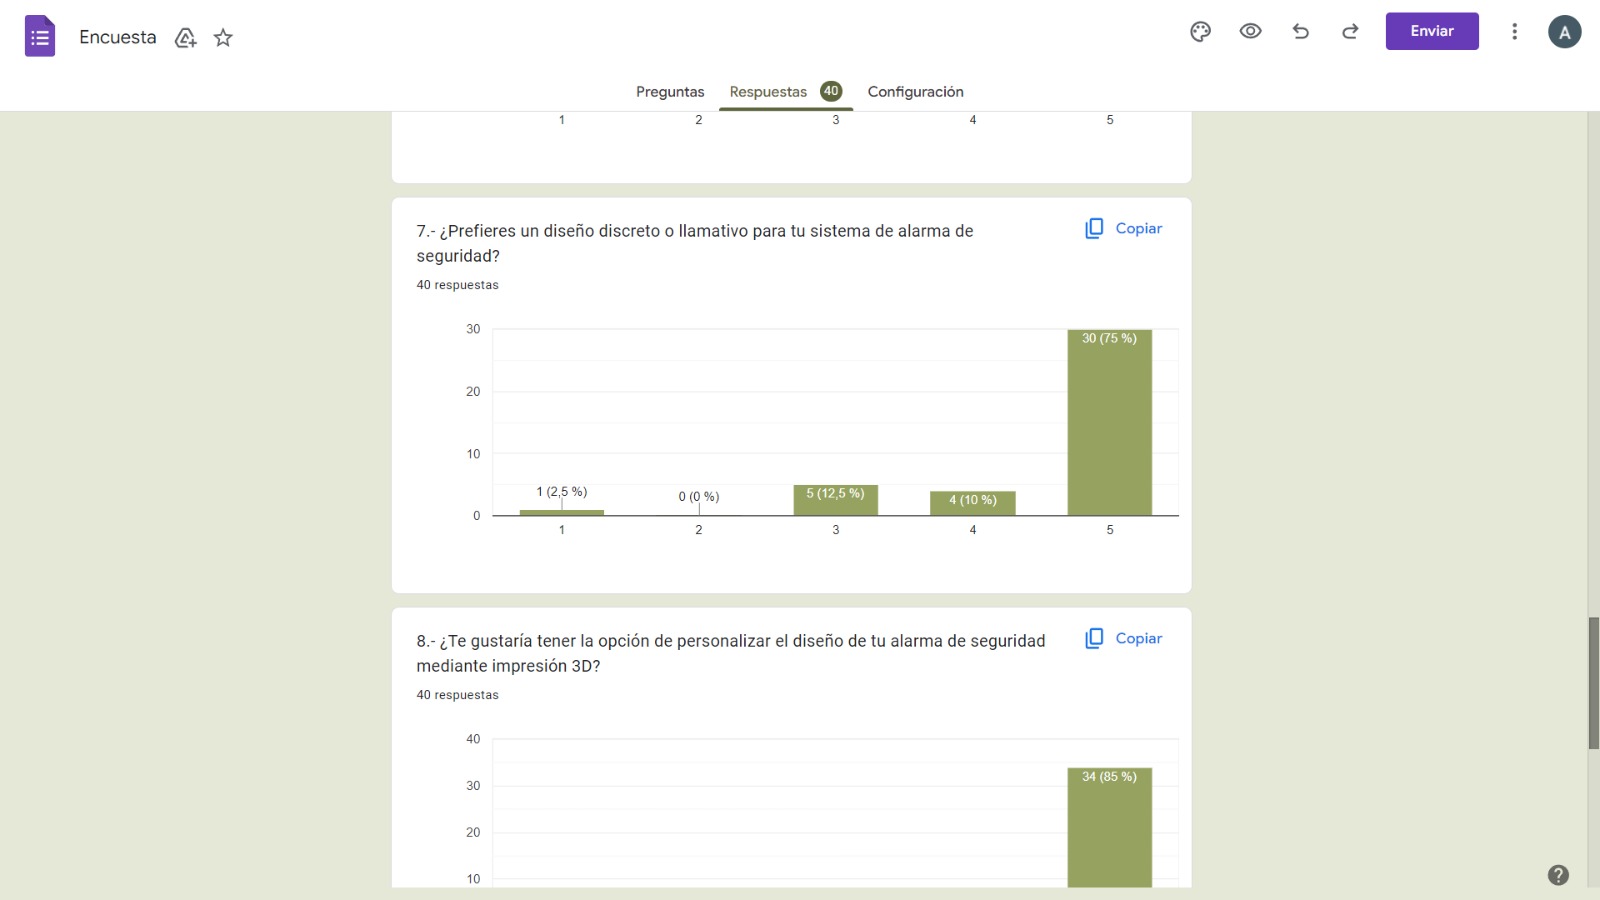 Encuesta
Enviar
A
Preguntas
Respuestas 40
Configuración
1 2 3 4 5
7.- ¿Prefieres un diseño discreto o llamativo para tu sistema de alarma de
seguridad?
Copiar
40 respuestas
30
20
10
0
1 (2,5 %)
0 (0 %)
5 (12,5 %)
4 (10 %)
30 (75 %)
1 2 3 4 5
8.- ¿Te gustaría tener la opción de personalizar el diseño de tu alarma de seguridad
mediante impresión 3D?
Copiar
40 respuestas
40
30
20
10
34 (85 %)